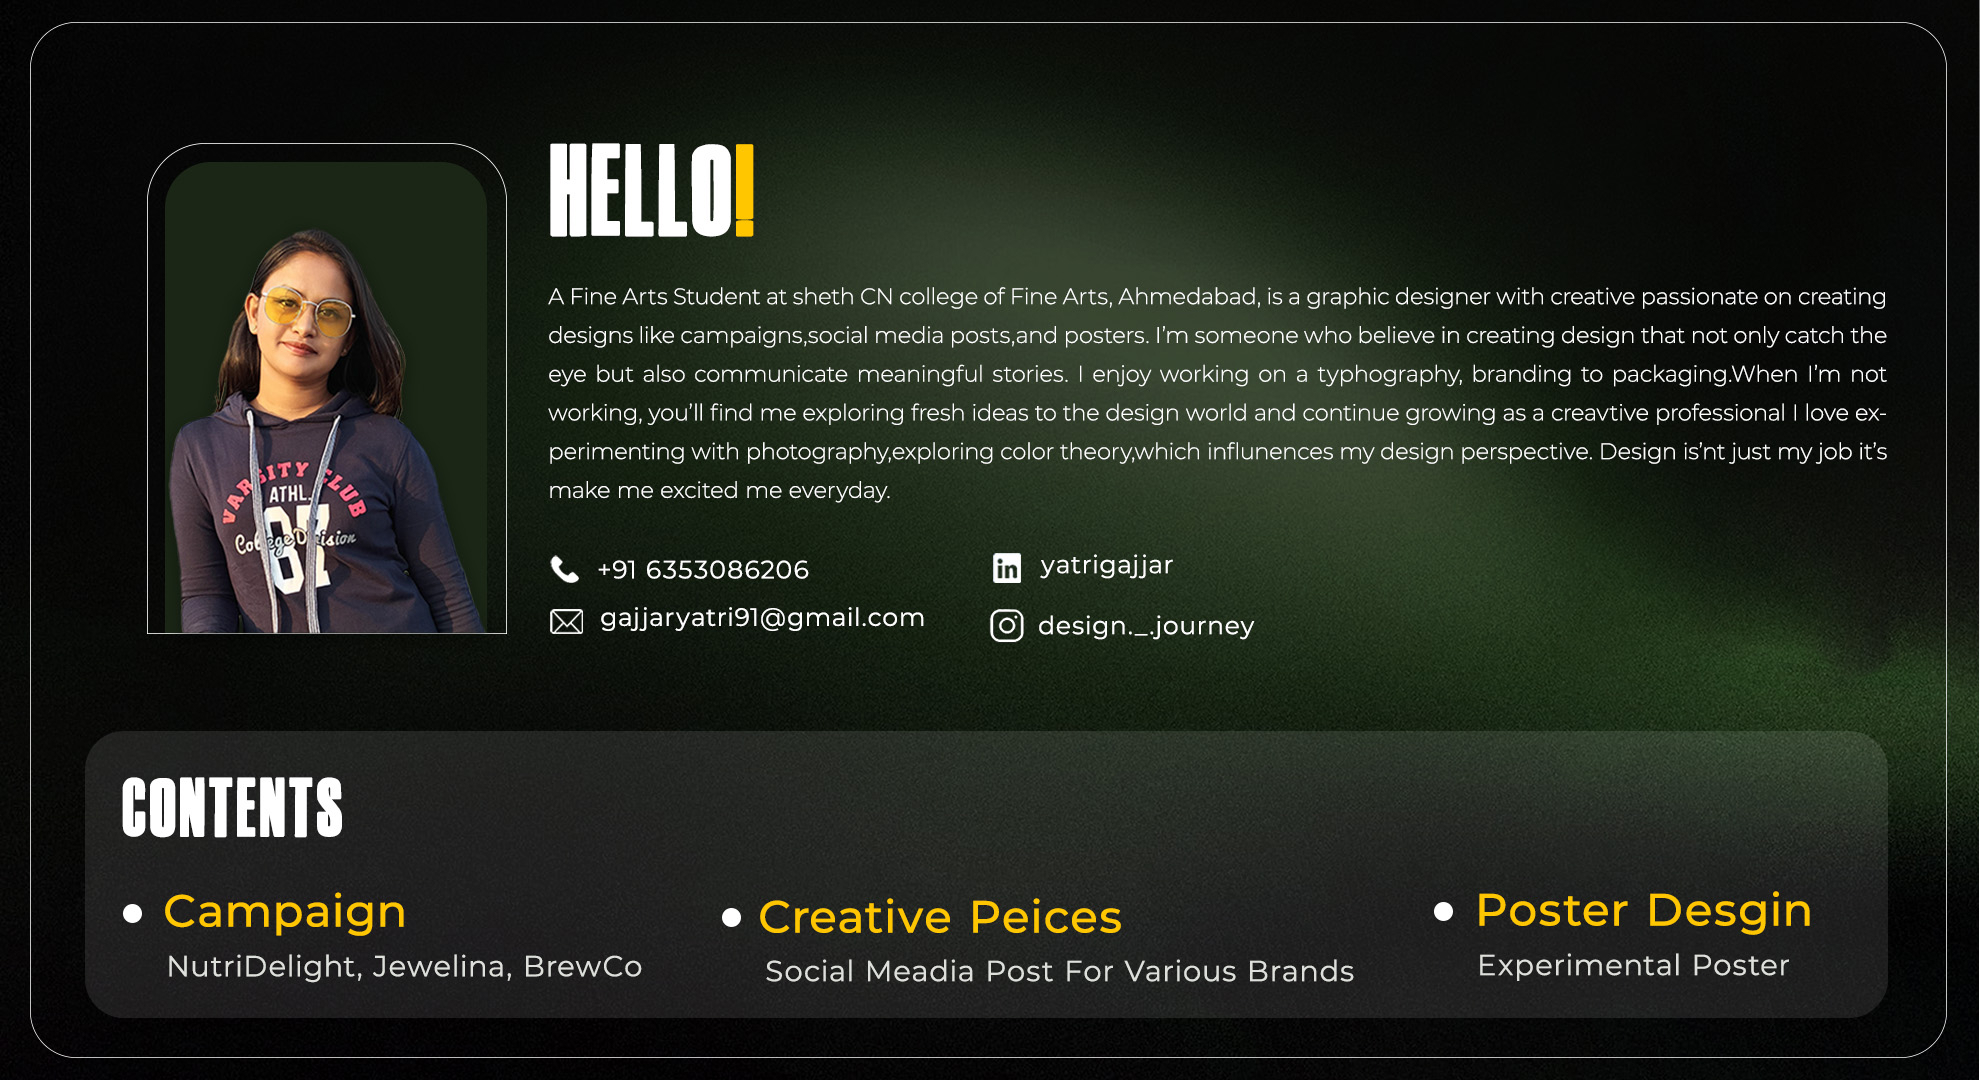 HELLO!
A Fine Arts Student at sheth CN college of Fine Arts, Ahmedabad, is a graphic designer with creative passionate on creating
designs like campaigns,social media posts,and posters. I’m someone who believe in creating design that not only catch the
eye but also communicate meaningful stories. I enjoy working on a typhography, branding to packaging.When I’m not
working, you’ll find me exploring fresh ideas to the design world and continue growing as a creavtive professional I love ex-
perimenting with photography,exploring color theory,which influnences my design perspective. Design is’nt just my job it’s
make me excited me everyday.
+91 6353086206
yatrigajjar
gajjaryatri91@gmail.com
design._.journey
VARSITY CLUB
ATHL.
87
College Division
CONTENTS
Campaign
NutriDelight, Jewelina, BrewCo
Creative Peices
Social Meadia Post For Various Brands
Poster Desgin
Experimental Poster